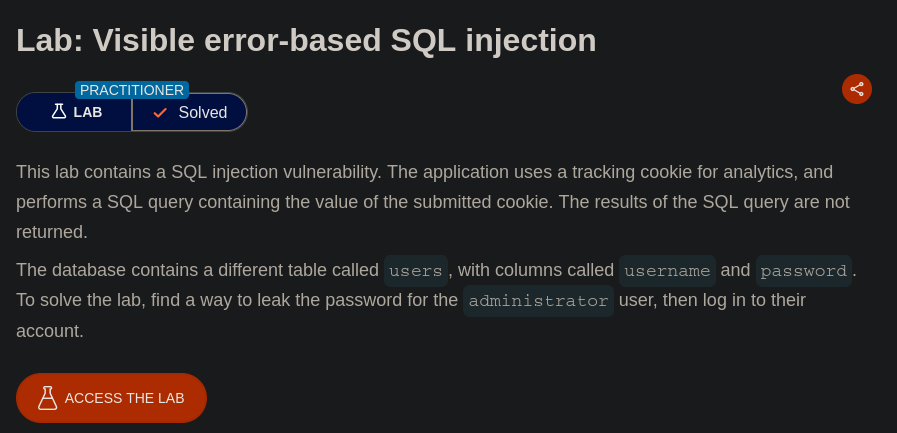 Lab: Visible error-based SQL injection
PRACTITIONER
LAB
Solved
This lab contains a SQL injection vulnerability. The application uses a tracking cookie for analytics, and
performs a SQL query containing the value of the submitted cookie. The results of the SQL query are not
returned.
The database contains a different table called users, with columns called username and password.
To solve the lab, find a way to leak the password for the administrator user, then log in to their
account.
ACCESS THE LAB